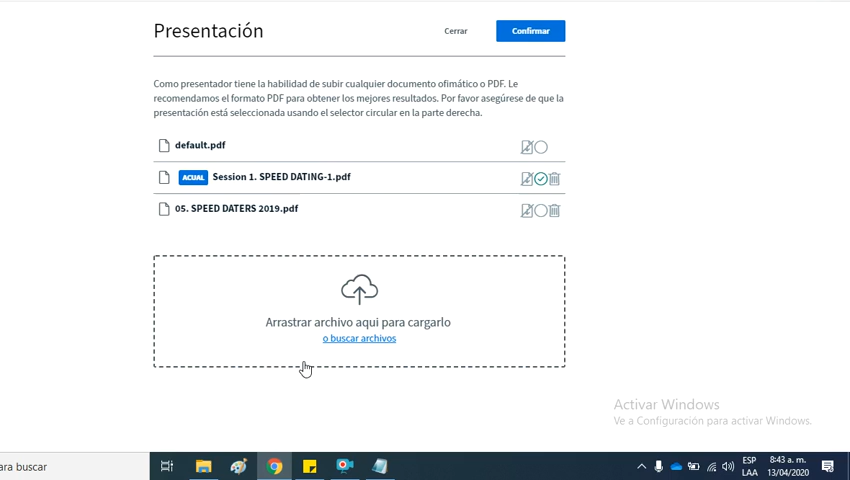 Presentación
Cerrar
Confirmar
Como presentador tiene la habilidad de subir cualquier documento ofimático o PDF. Le
recomendamos el formato PDF para obtener los mejores resultados. Por favor asegúrese de que la
presentación está seleccionada usando el selector circular en la parte derecha.
default.pdf
ACUAL Session 1. SPEED DATING-1.pdf
05. SPEED DATERS 2019.pdf
Arrastrar archivo aqui para cargarlo
o buscar archivos
Activar Windows
Ve a Configuración para activar Windows.
ara buscar
ESP
LAA
8:43 a. m.
13/04/2020